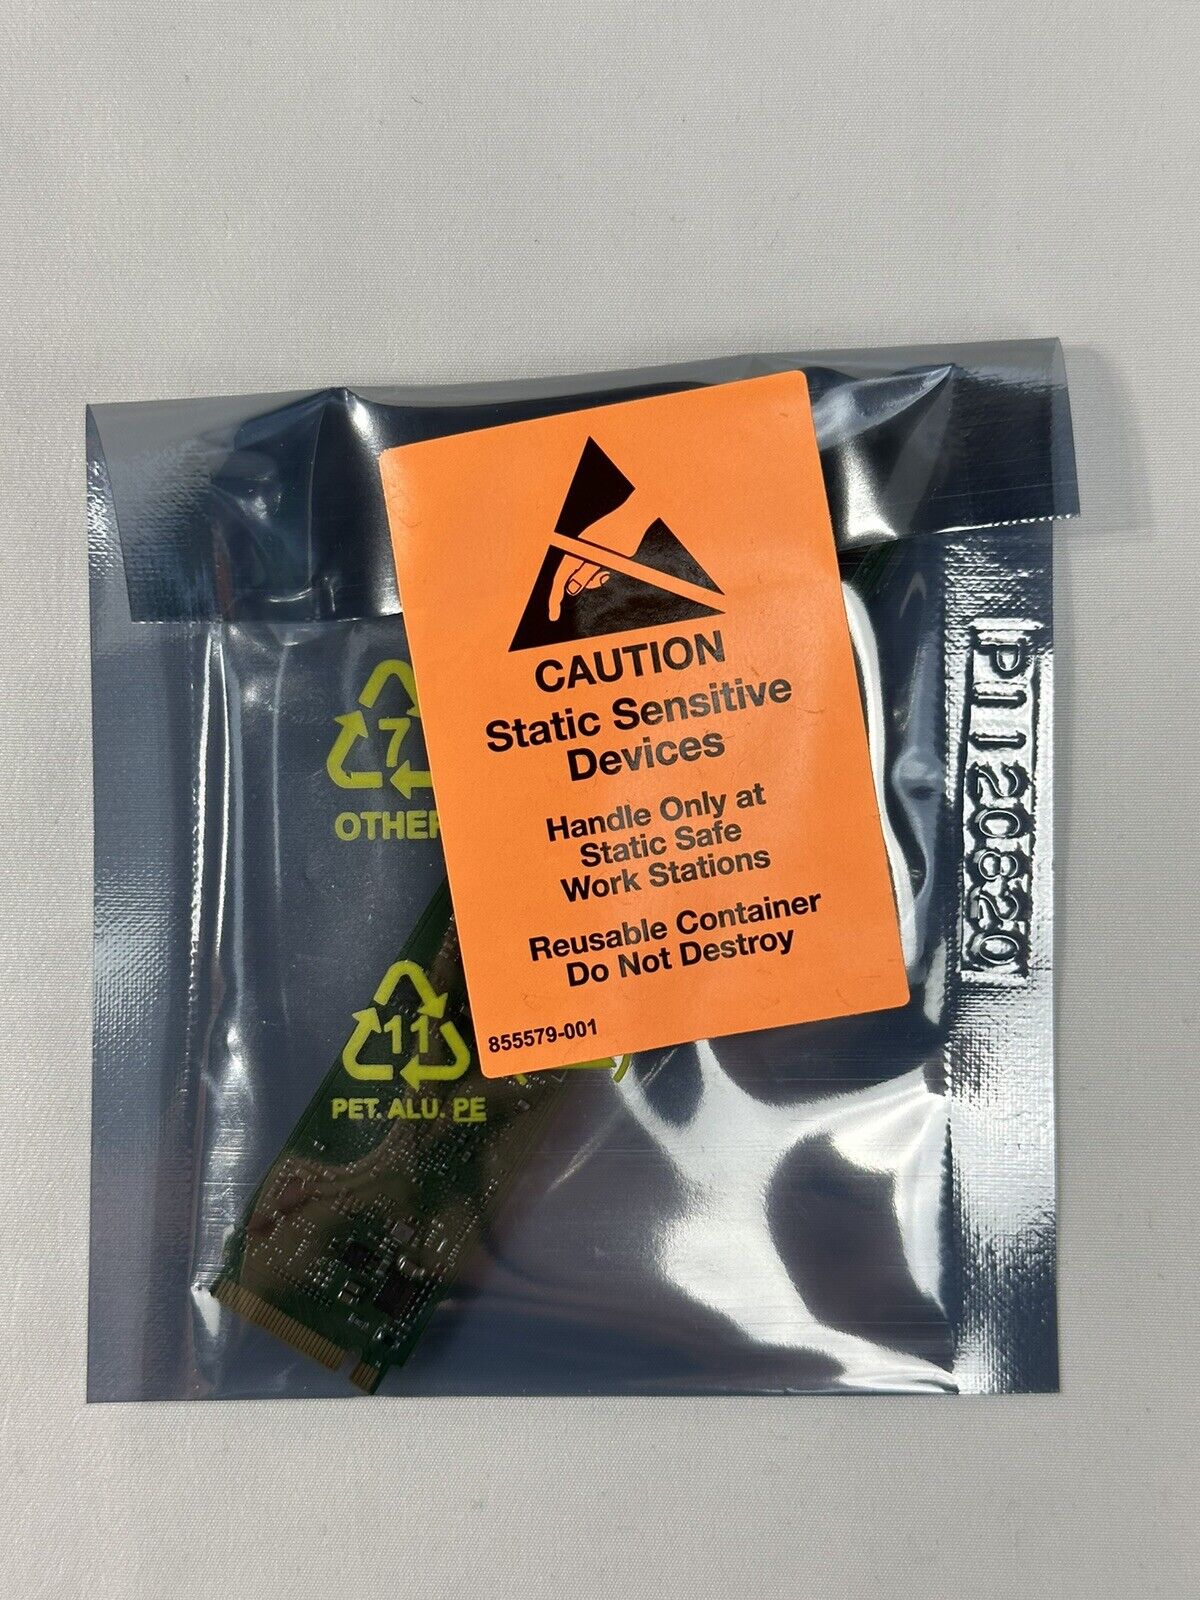 CAUTION
Static Sensitive
Devices
Handle Only at
Static Safe
Work Stations
Reusable Container
Do Not Destroy
855579-001
7
OTHER
11
PET. ALU. PE
P1120820